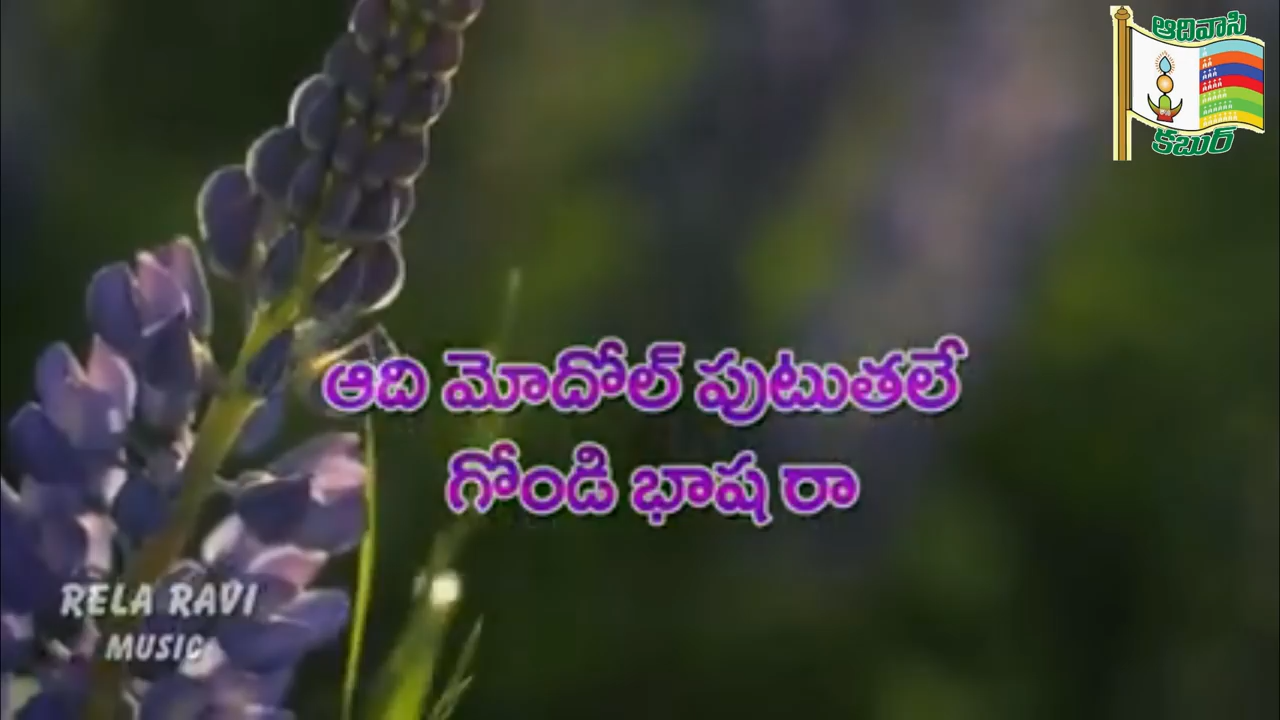 ఆదివాసి
కబుర్
ఆది మోదోల్ పుటుతలే
గోండి భాష రా
RELA RAVI
MUSIC